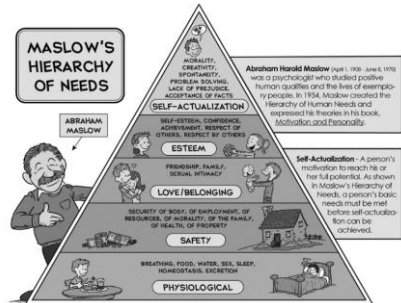 MASLOW'S
HIERARCHY
OF NEEDS
ABRAHAM
MASLOW
MORALITY,
CREATIVITY,
SPONTANEITY,
PROBLEM SOLVING,
LACK OF PREJUDICE,
ACCEPTANCE OF FACTS
SELF-ACTUALIZATION
SELF-ESTEEM, CONFIDENCE,
ACHIEVEMENT, RESPECT OF
OTHERS, RESPECT BY OTHERS
ESTEEM
FRIENDSHIP, FAMILY,
SEXUAL INTIMACY
LOVE/BELONGING
SECURITY OF BODY, OF EMPLOYMENT, OF
RESOURCES, OF MORALITY, OF THE FAMILY,
OF HEALTH, OF PROPERTY
SAFETY
BREATHING, FOOD, WATER, SEX, SLEEP,
HOMEOSTASIS, EXCRETION
PHYSIOLOGICAL
Abraham Harold Maslow (April 1, 1908 - June 8, 1970)
was a psychologist who studied positive
human qualities and the lives of exemplar
y people. In 1954, Maslow created the
Hierarchy of Human Needs and
expressed his theories in his book,
Motivation and Personality.
Self-Actualization - A person's
motivation to reach his or
her full potential. As shown
in Maslow's Hierarchy of
Needs, a person's basic
needs must be met
before self-actualiza-
tion can be
achieved.